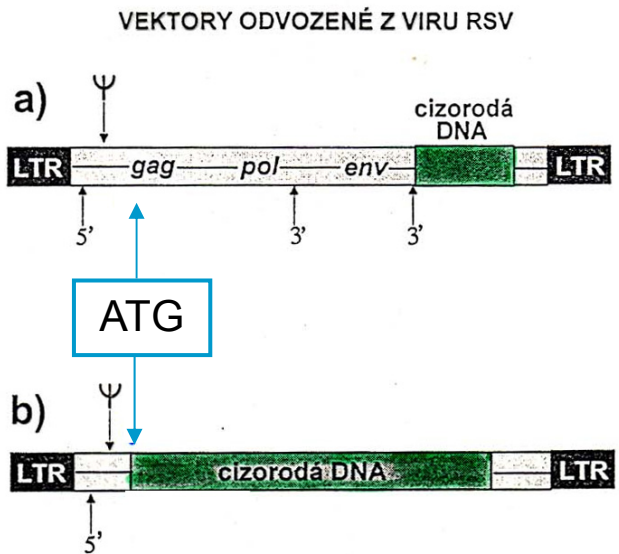 VEKTORY ODVOZENÉ Z VIRU RSV
a)
Ψ
cizorodá
DNA
LTR gag pol env LTR
5' 3' 3'
ATG
b)
Ψ
LTR cizorodá DNA LTR
5'